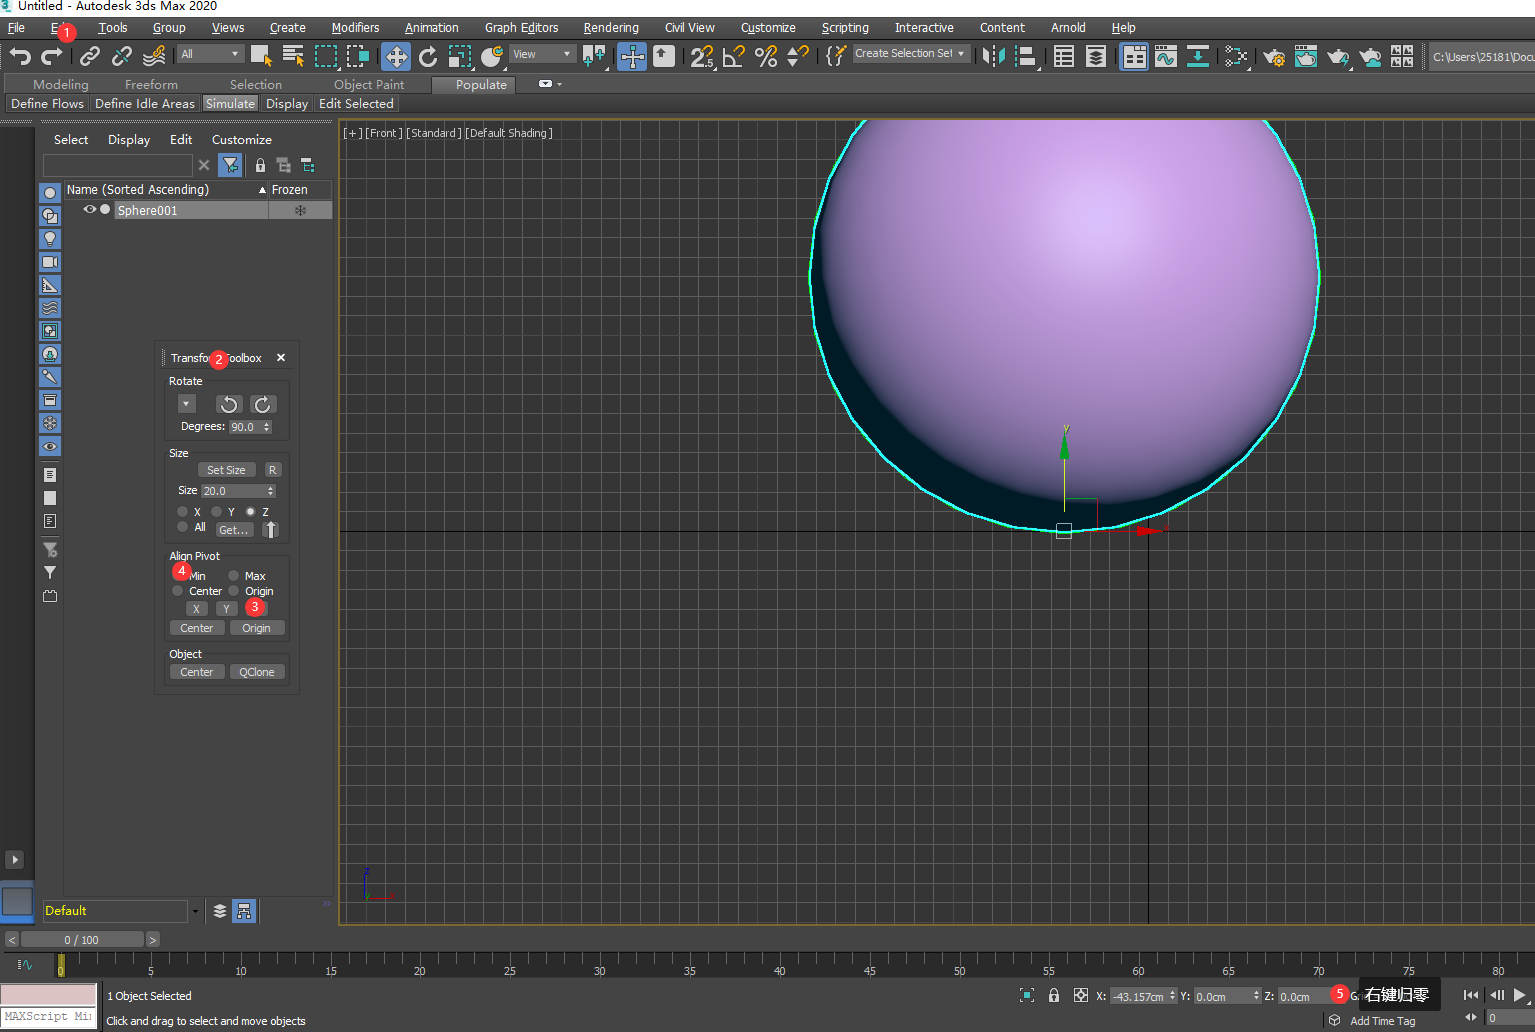 Untitled - Autodesk 3ds Max 2020
File 1 Tools Group Views Create Modifiers Animation Graph Editors Rendering Civil View Customize Scripting Interactive Content Arnold Help
All View Create Selection Set C:\Users\25181\Docu
Modeling Freeform Selection Object Paint Populate
Define Flows Define Idle Areas Simulate Display Edit Selected
Select Display Edit Customize
[+] [Front] [Standard] [Default Shading]
Name (Sorted Ascending) Frozen
Sphere001
Transfor 2 oolbox
Rotate
Degrees: 90.0
Size
Set Size R
Size 20.0
X Y Z
All Get...
Align Pivot
4 Min Max
Center Origin
X Y 3
Center Origin
Object
Center QClone
y
z
Default
0 / 100
0 5 10 15 20 25 30 35 40 45 50 55 60 65 70 75 80
1 Object Selected X: -43.157cm Y: 0.0cm Z: 0.0cm 5 右键归零
MAXScript Mi
Click and drag to select and move objects Add Time Tag 0